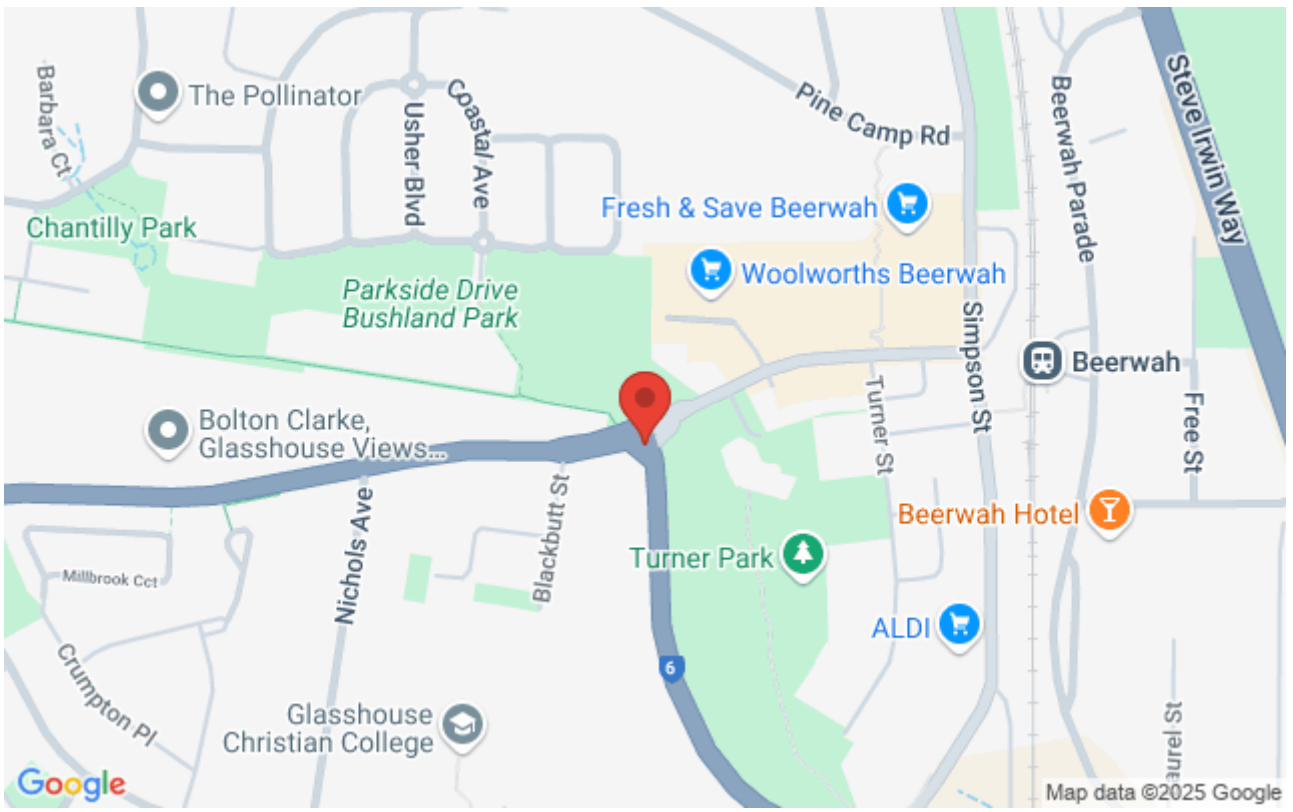 Barbara Ct
The Pollinator
Usher Blvd
Coastal Ave
Pine Camp Rd
Beerwah Parade
Steve Irwin Way
Chantilly Park
Fresh & Save Beerwah
Woolworths Beerwah
Parkside Drive
Bushland Park
Simpson St
Beerwah
Turner St
Free St
Bolton Clarke,
Glasshouse Views...
Nichols Ave
Blackbutt St
Beerwah Hotel
Turner Park
Millbrook Cct
ALDI
6
Crumpton Pl
Glasshouse
Christian College
aurel St
Google
Map data ©2025 Google